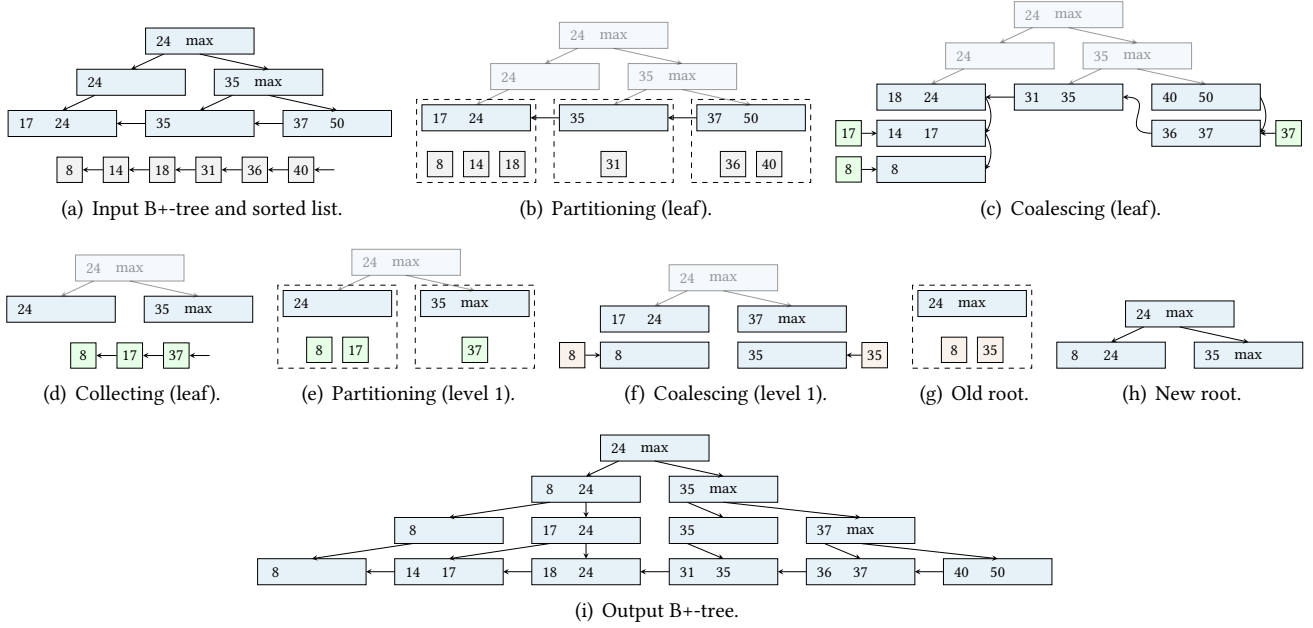 24 max
24 35 max
17 24 35 37 50
8 14 18 31 36 40
(a) Input B+-tree and sorted list.
24 max
24 35 max
17 24 35 37 50
8 14 18 31 36 40
(b) Partitioning (leaf).
24 max
24 35 max
18 24 31 35 40 50
17 14 17 36 37 37
8 8
(c) Coalescing (leaf).
24 max
24 35 max
8 17 37
(d) Collecting (leaf).
24 max
24 35 max
8 17 37
(e) Partitioning (level 1).
24 max
17 24 37 max
8 8 35 35
(f) Coalescing (level 1).
24 max
8 35
(g) Old root.
24 max
8 24 35 max
(h) New root.
24 max
8 24 35 max
8 17 24 35 37 max
8 14 17 18 24 31 35 36 37 40 50
(i) Output B+-tree.